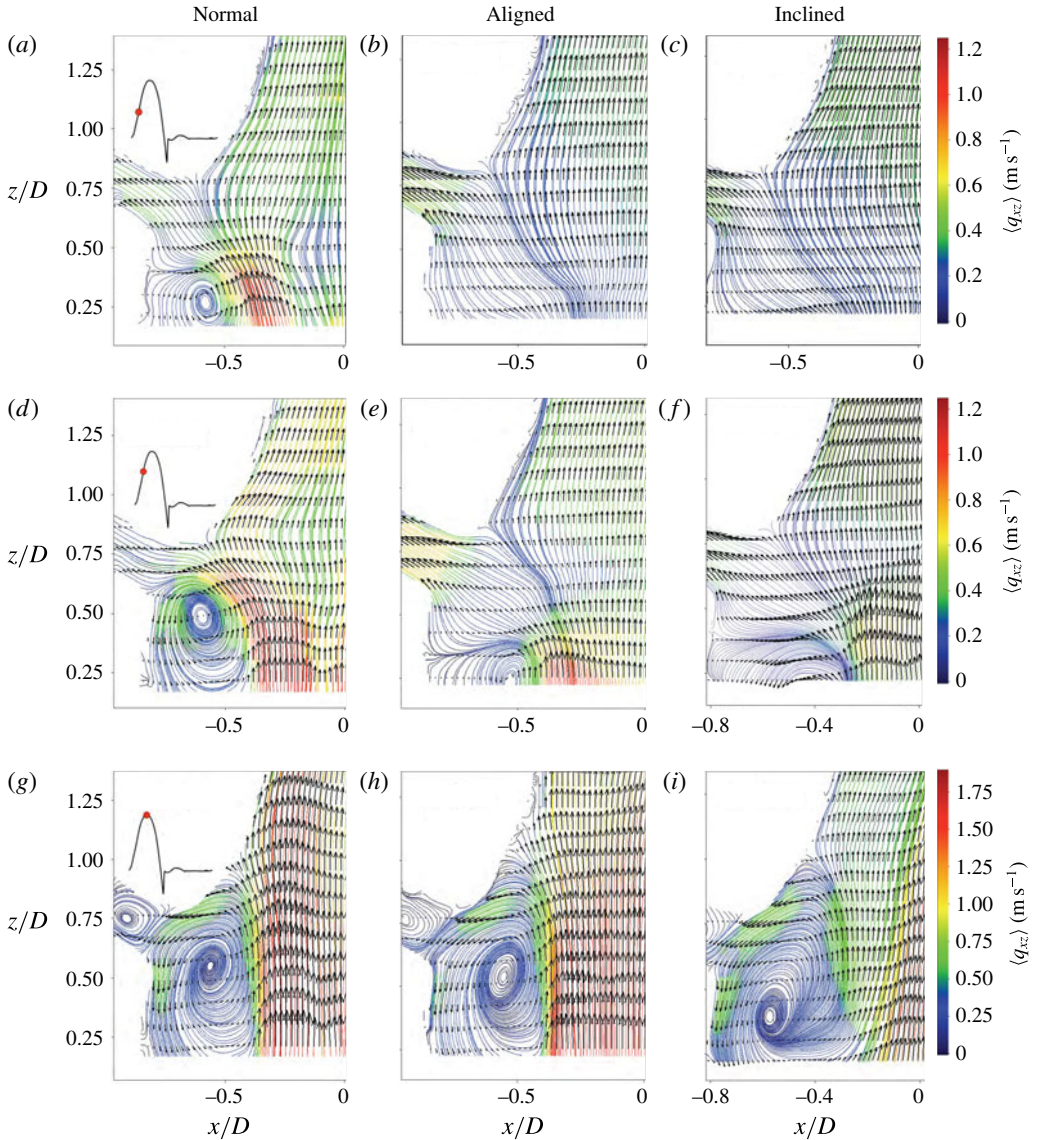 Normal Aligned Inclined
(a) (b) (c)
1.25
1.00
0.75
0.50
0.25
z/D
−0.5 0 −0.5 0 −0.5 0
1.2
1.0
0.8
0.6
0.4
0.2
0
⟨q_xz⟩ (m s⁻¹)
(d) (e) (f)
1.25
1.00
0.75
0.50
0.25
z/D
−0.5 0 −0.5 0 −0.8 −0.4 0
1.2
1.0
0.8
0.6
0.4
0.2
0
⟨q_xz⟩ (m s⁻¹)
(g) (h) (i)
1.25
1.00
0.75
0.50
0.25
z/D
−0.5 0 −0.5 0 −0.8 −0.4 0
x/D x/D x/D
1.75
1.50
1.25
1.00
0.75
0.50
0.25
0
⟨q_xz⟩ (m s⁻¹)